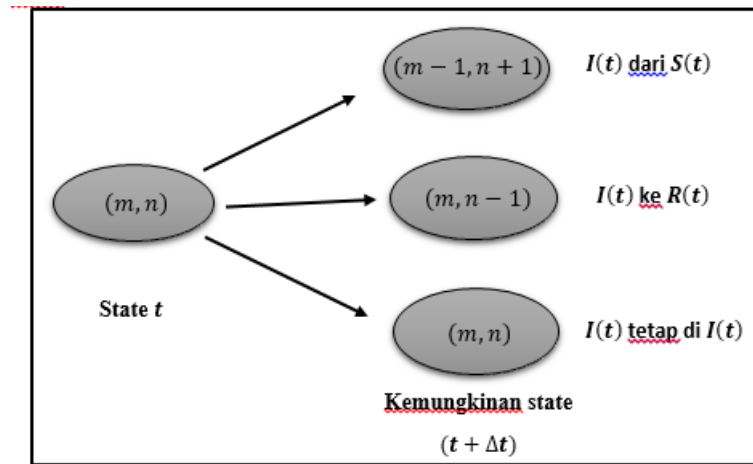 (m − 1, n + 1)
I(t) dari S(t)
(m, n)
(m, n − 1)
I(t) ke R(t)
State t
(m, n)
I(t) tetap di I(t)
Kemungkinan state
(t + Δt)